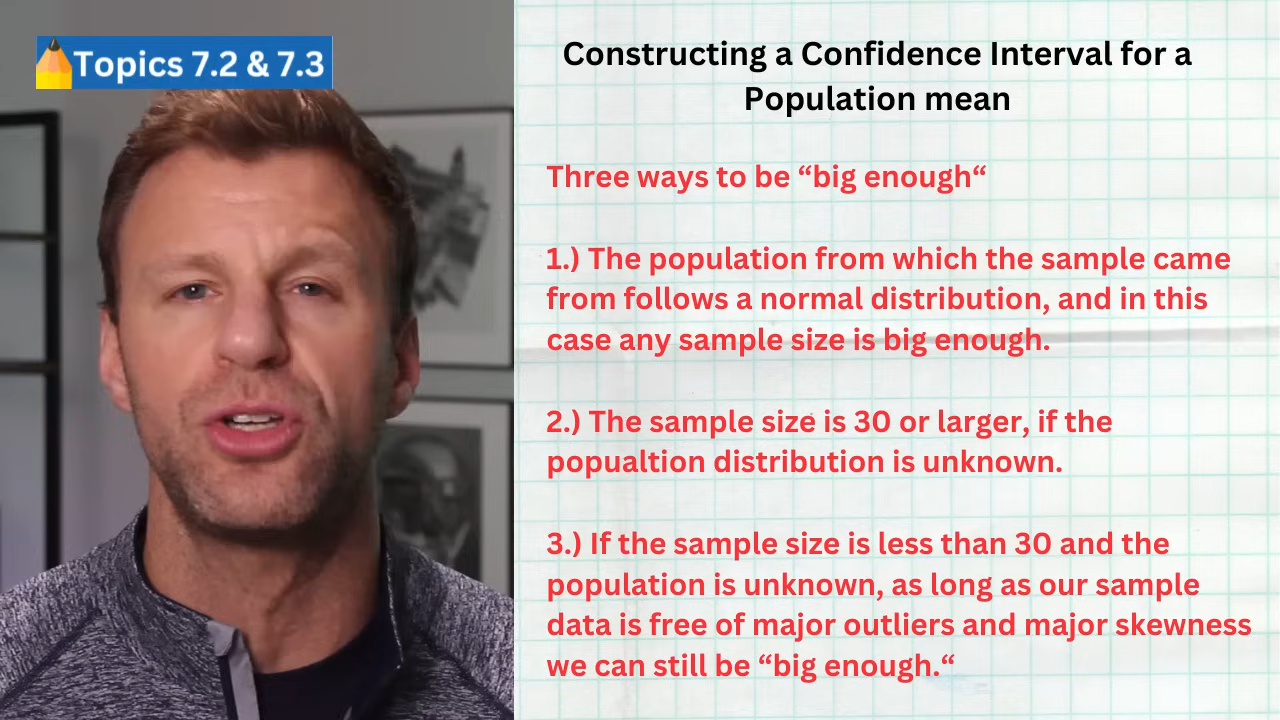 Topics 7.2 & 7.3
Constructing a Confidence Interval for a
Population mean
Three ways to be “big enough“
1.) The population from which the sample came
from follows a normal distribution, and in this
case any sample size is big enough.
2.) The sample size is 30 or larger, if the
popualtion distribution is unknown.
3.) If the sample size is less than 30 and the
population is unknown, as long as our sample
data is free of major outliers and major skewness
we can still be “big enough.“